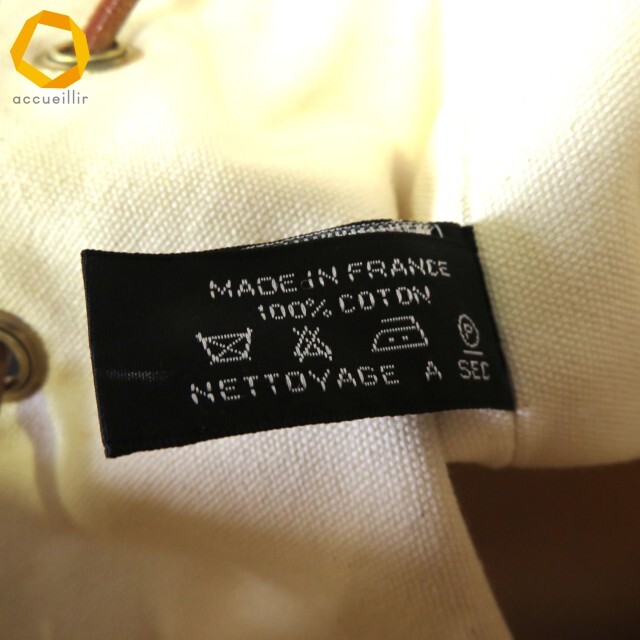 accueillir
MADE IN FRANCE
100% COTON
P
NETTOYAGE A SEC